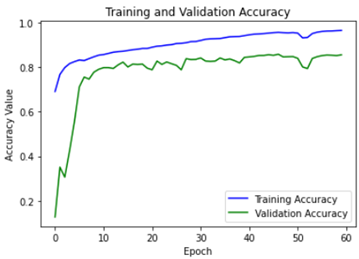 Training and Validation Accuracy
1.0
0.8
0.6
0.4
0.2
Accuracy Value
Training Accuracy
Validation Accuracy
0 10 20 30 40 50 60
Epoch